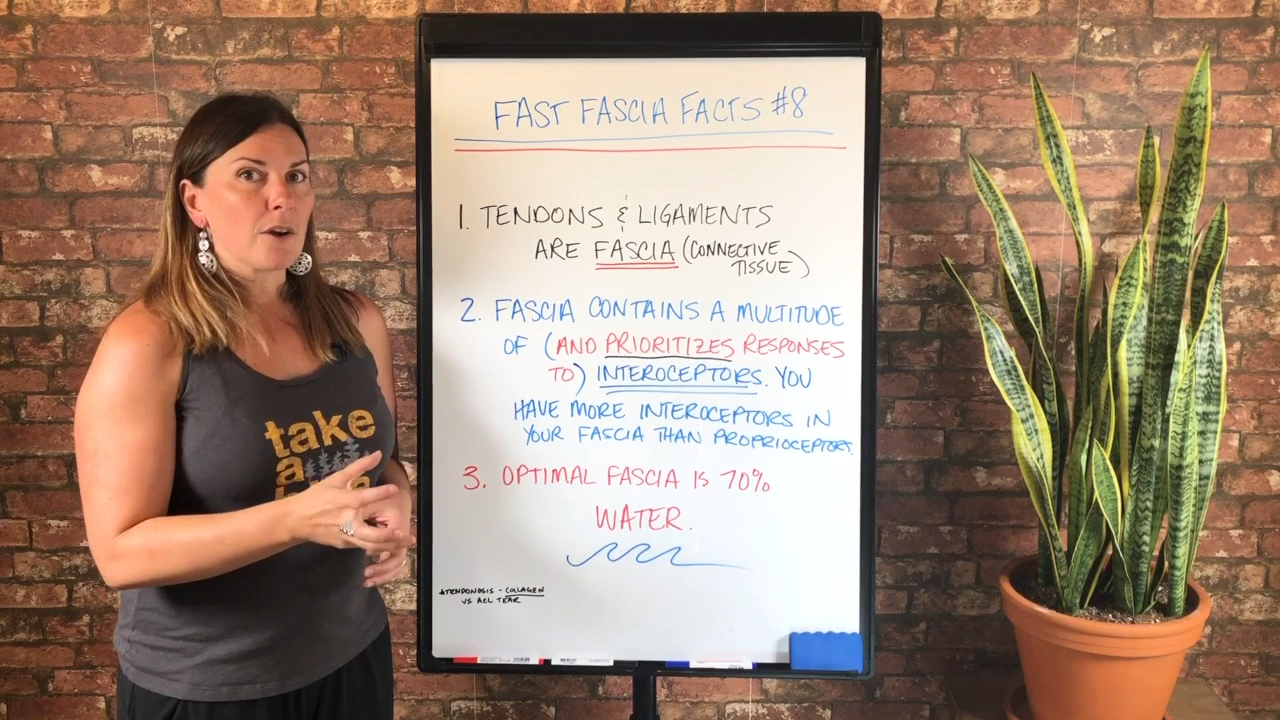 FAST FASCIA FACTS #8
1. TENDONS & LIGAMENTS
ARE FASCIA (CONNECTIVE
TISSUE)
2. FASCIA CONTAINS A MULTITUDE
OF (AND PRIORITIZES RESPONSES
TO) INTEROCEPTORS. YOU
HAVE MORE INTEROCEPTORS IN
YOUR FASCIA THAN PROPRIOCEPTORS.
3. OPTIMAL FASCIA IS 70%
WATER.
*TENDONOSIS - COLLAGEN
VS ACL TEAR
take
a